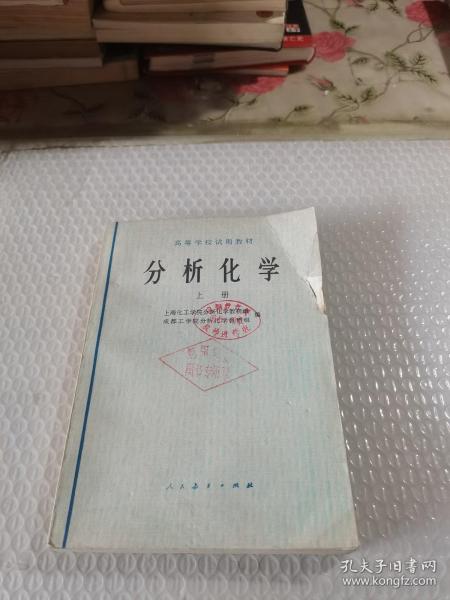 高等学校试用教材
分析化学
上册
上海化工学院分析化学教研组
成都工学院分析化学教研组
编
人民教育出版社
孔夫子旧书网
www.kongfz.com